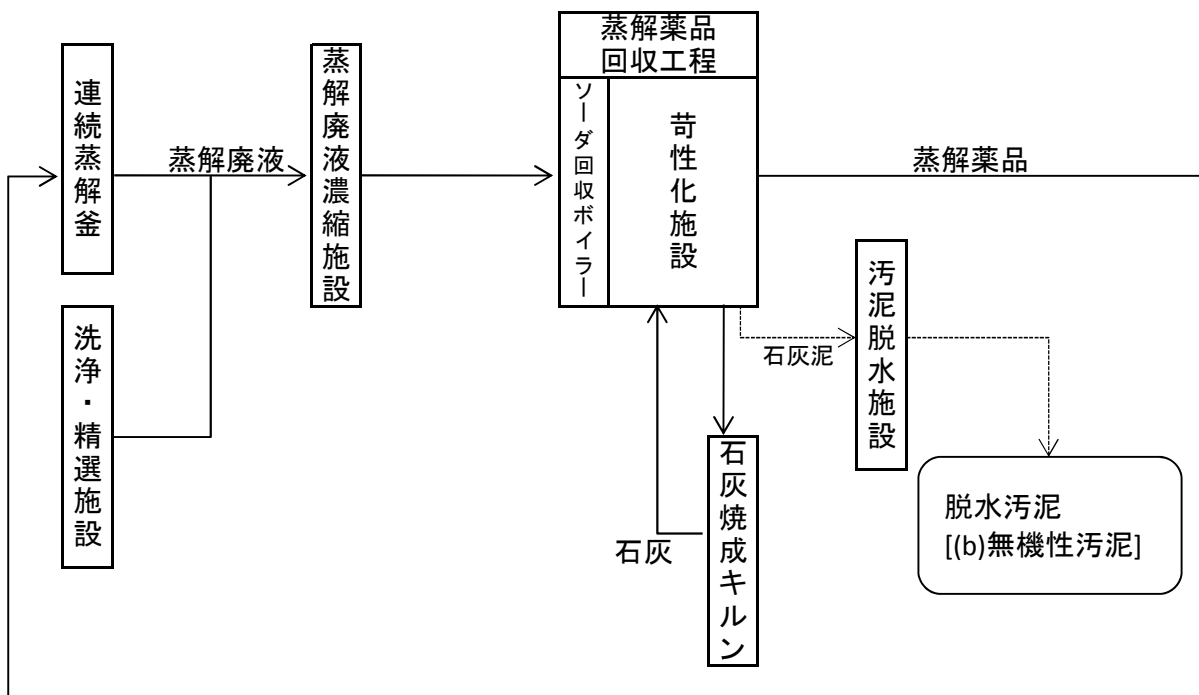 蒸解薬品
回収工程
連続蒸解釜
蒸解廃液
蒸解廃液濃縮施設
ソーダ回収ボイラー
苛性化施設
蒸解薬品
洗浄・精選施設
石灰泥
汚泥脱水施設
石灰
石灰焼成キルン
脱水汚泥
[(b)無機性汚泥]